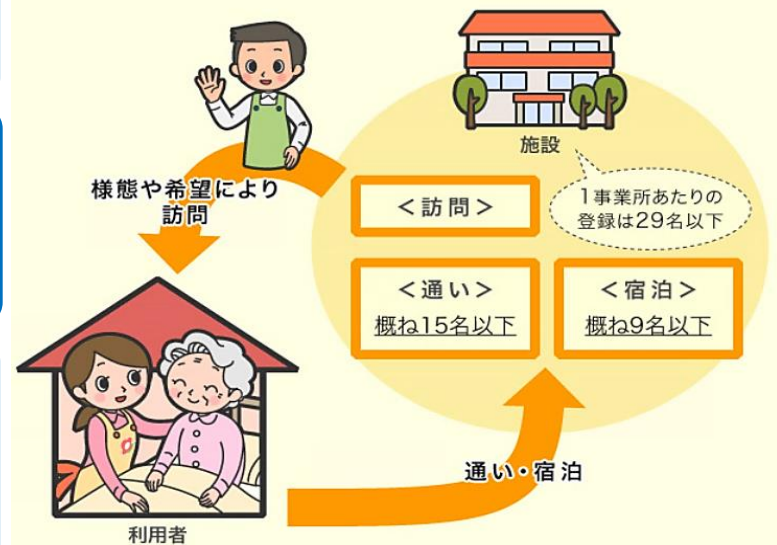 施設
1事業所あたりの
登録は29名以下
様態や希望により
訪問
＜訪問＞
＜通い＞
概ね15名以下
＜宿泊＞
概ね9名以下
通い・宿泊
利用者